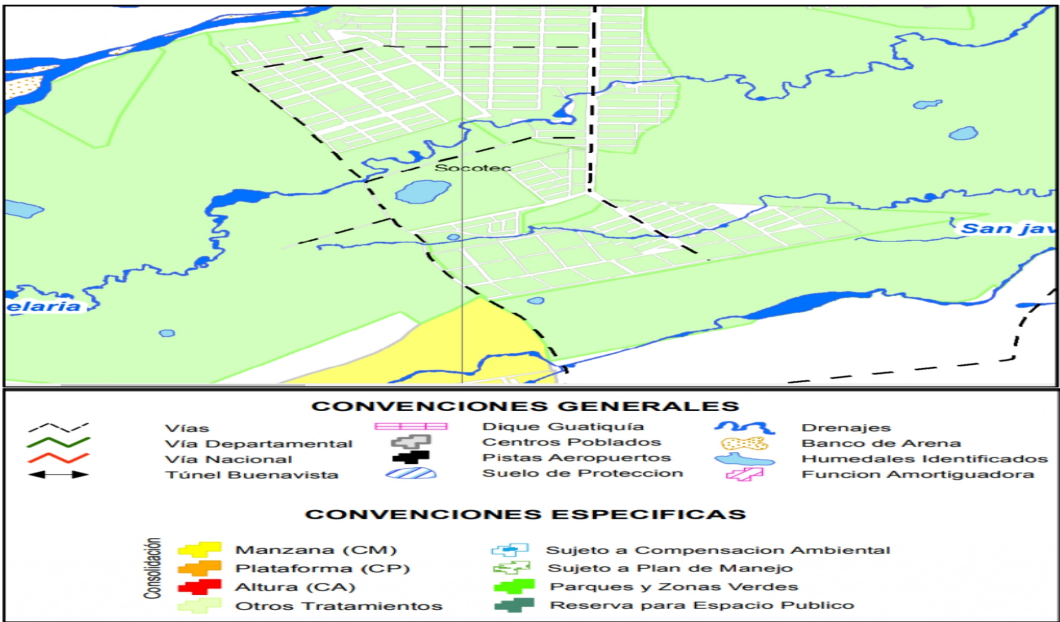 Socotec
San jav
elaria
CONVENCIONES GENERALES
Vías
Vía Departamental
Vía Nacional
Túnel Buenavista
Dique Guatiquía
Centros Poblados
Pistas Aeropuertos
Suelo de Proteccion
Drenajes
Banco de Arena
Humedales Identificados
Funcion Amortiguadora
CONVENCIONES ESPECIFICAS
Consolidación
Manzana (CM)
Plataforma (CP)
Altura (CA)
Otros Tratamientos
Sujeto a Compensacion Ambiental
Sujeto a Plan de Manejo
Parques y Zonas Verdes
Reserva para Espacio Publico